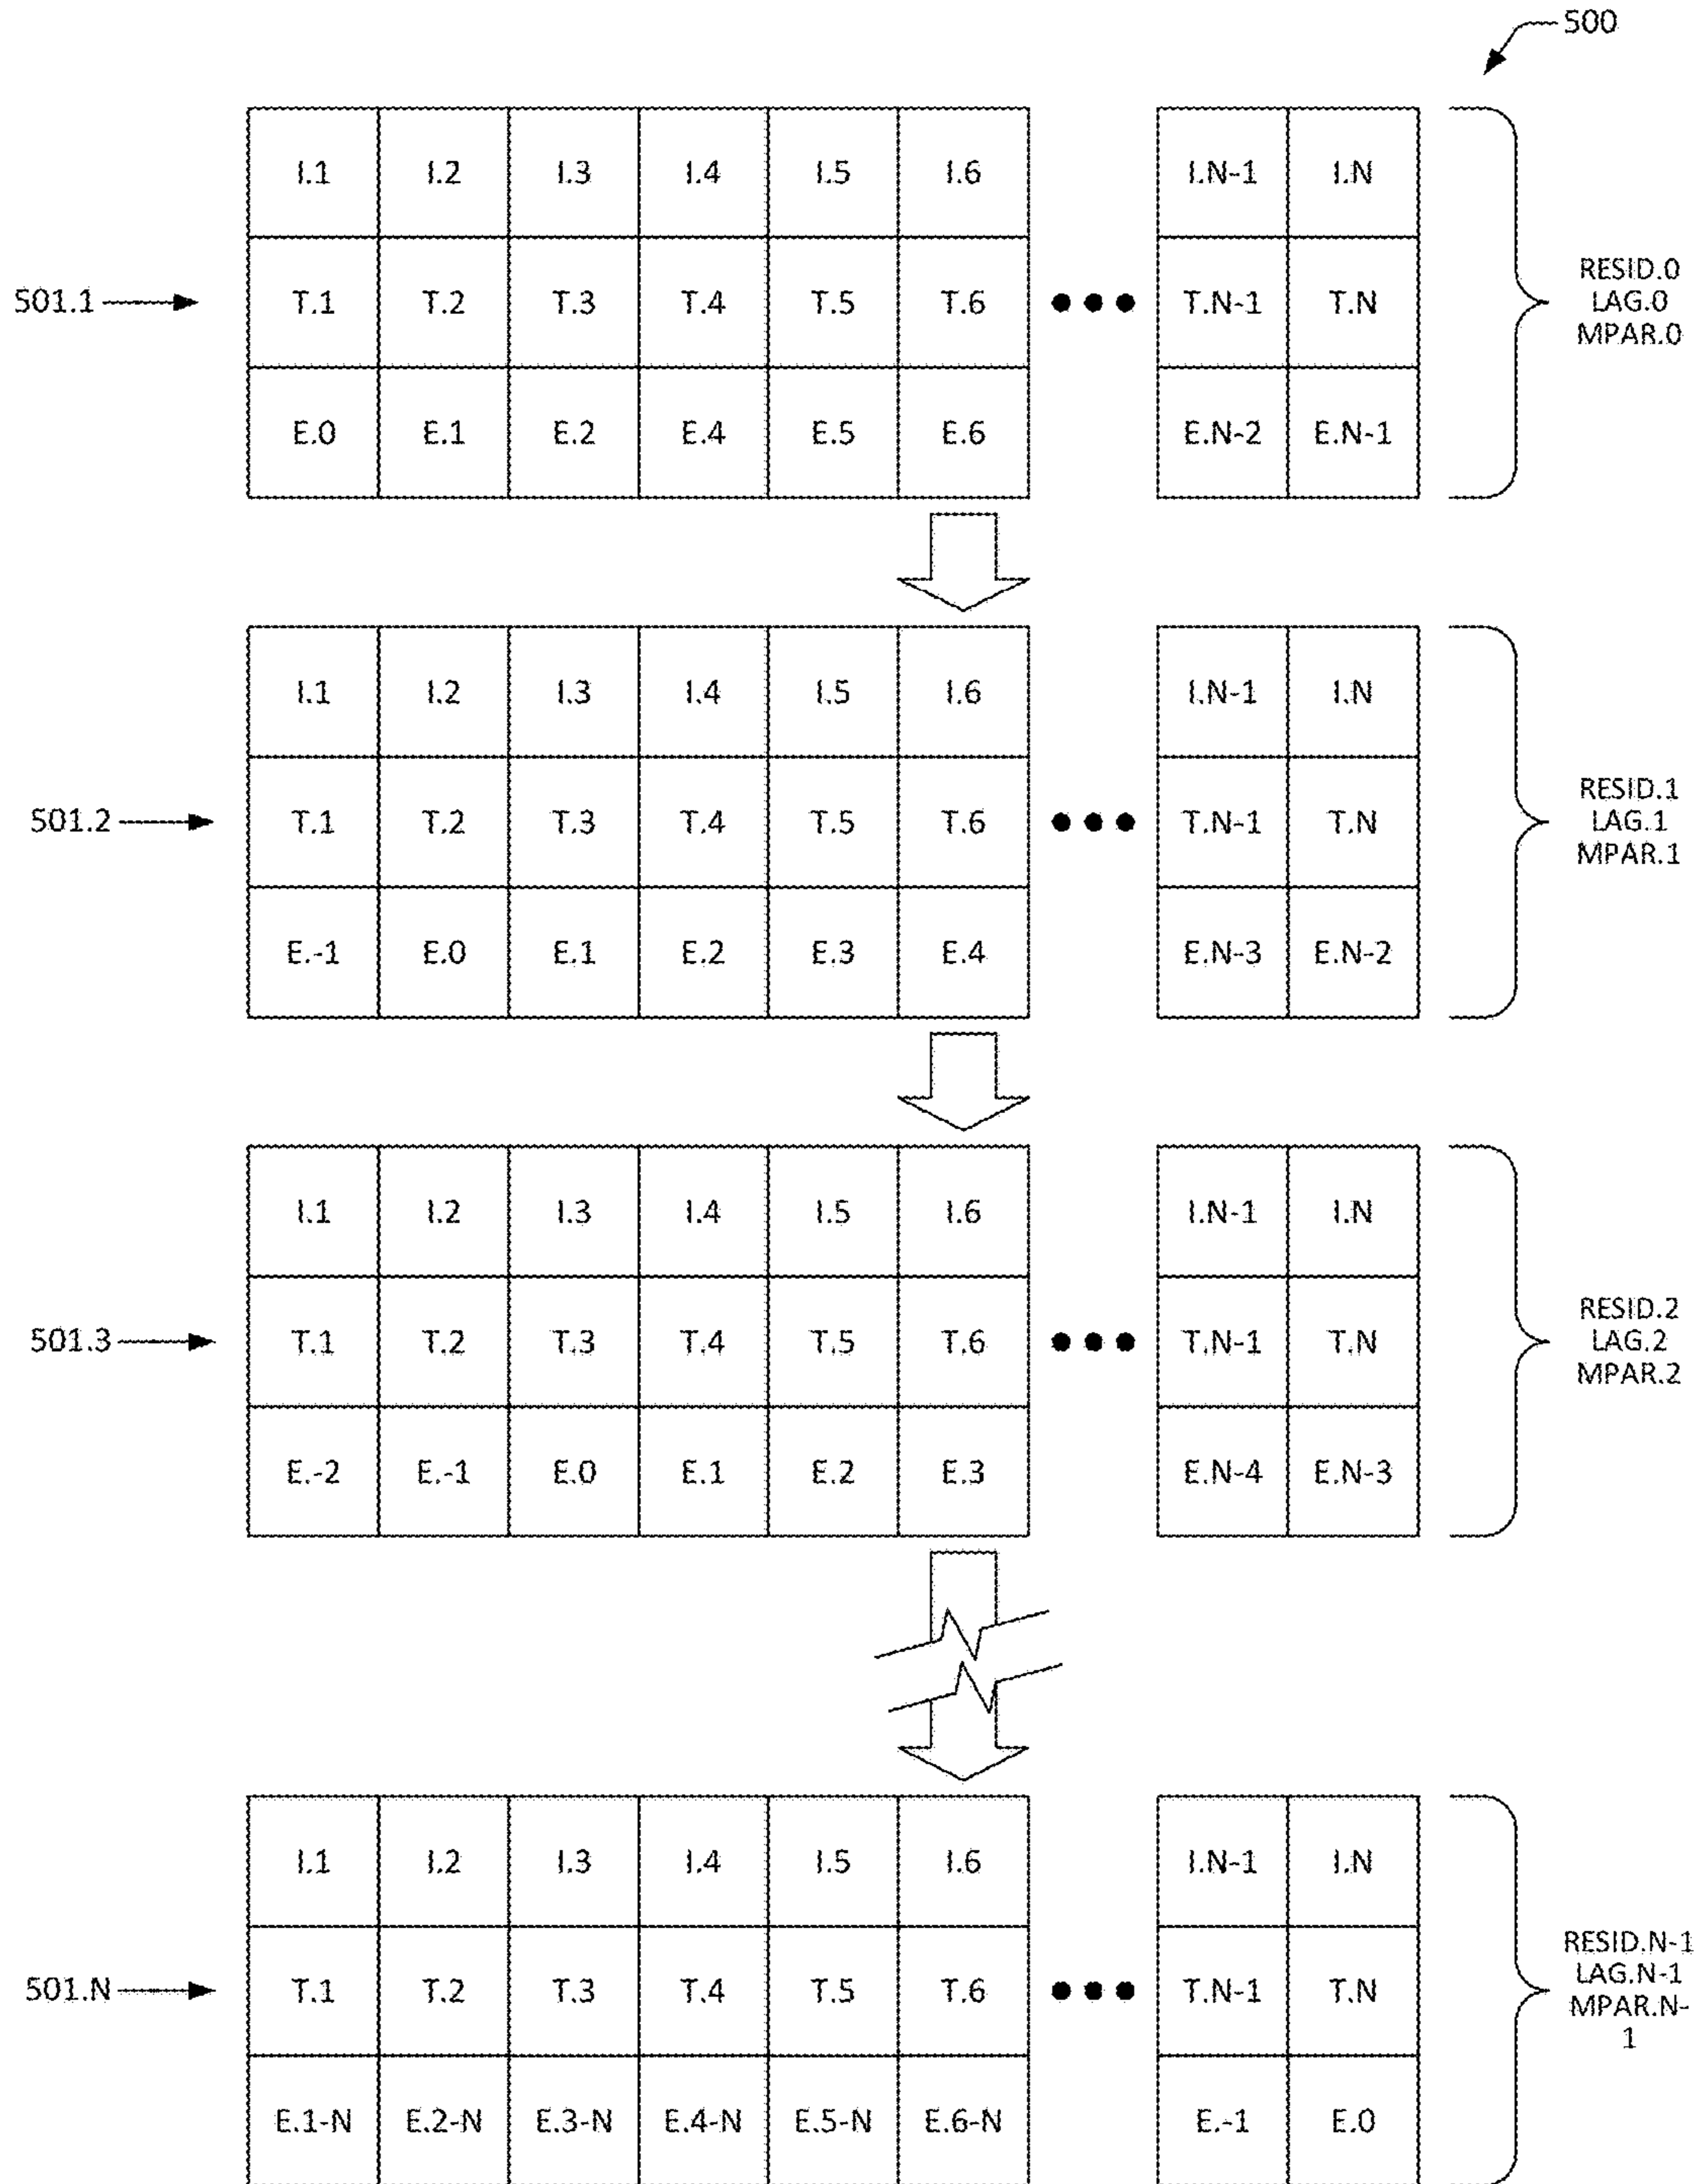 500
I.1 I.2 I.3 I.4 I.5 I.6 I.N-1 I.N
501.1 T.1 T.2 T.3 T.4 T.5 T.6 T.N-1 T.N
E.0 E.1 E.2 E.4 E.5 E.6 E.N-2 E.N-1
RESID.0
LAG.0
MPAR.0
I.1 I.2 I.3 I.4 I.5 I.6 I.N-1 I.N
501.2 T.1 T.2 T.3 T.4 T.5 T.6 T.N-1 T.N
E.-1 E.0 E.1 E.2 E.3 E.4 E.N-3 E.N-2
RESID.1
LAG.1
MPAR.1
I.1 I.2 I.3 I.4 I.5 I.6 I.N-1 I.N
501.3 T.1 T.2 T.3 T.4 T.5 T.6 T.N-1 T.N
E.-2 E.-1 E.0 E.1 E.2 E.3 E.N-4 E.N-3
RESID.2
LAG.2
MPAR.2
I.1 I.2 I.3 I.4 I.5 I.6 I.N-1 I.N
501.N T.1 T.2 T.3 T.4 T.5 T.6 T.N-1 T.N
E.1-N E.2-N E.3-N E.4-N E.5-N E.6-N E.-1 E.0
RESID.N-1
LAG.N-1
MPAR.N-
1